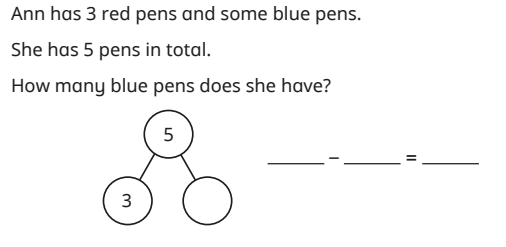 Ann has 3 red pens and some blue pens.
She has 5 pens in total.
How many blue pens does she have?
5
_____ – _____ = _____
3